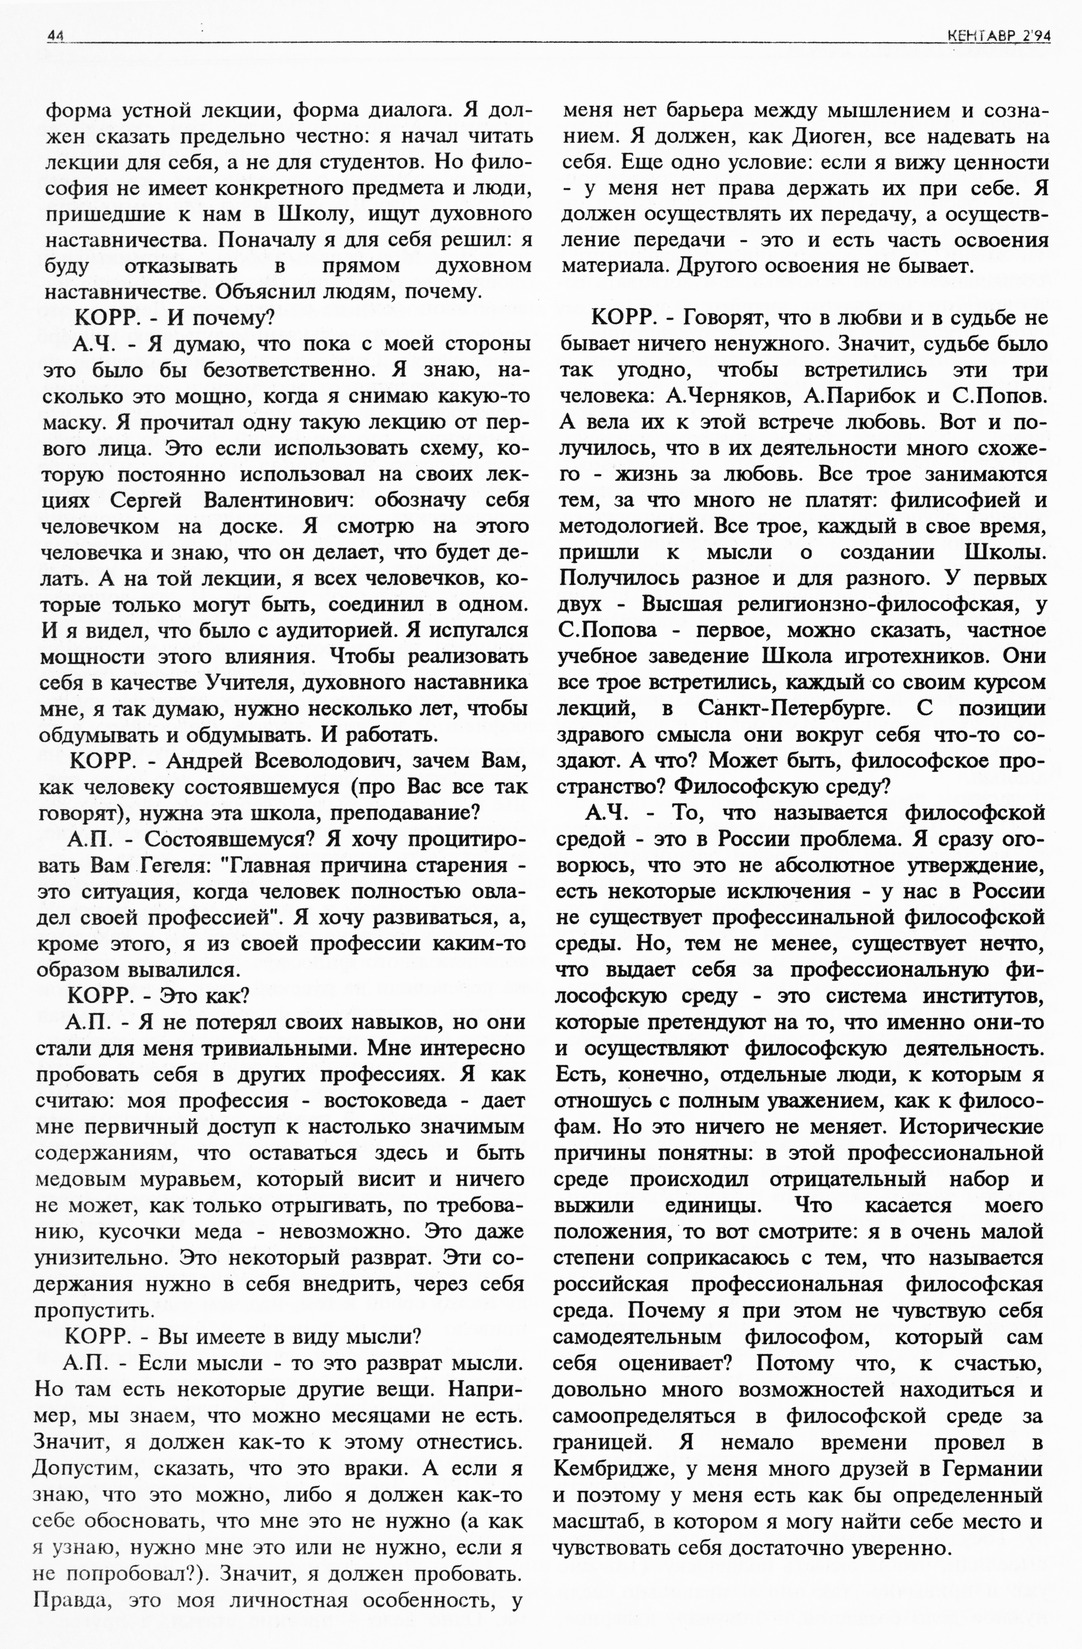 44
КЕНТАВР 2'94
форма устной лекции, форма диалога. Я дол-
жен сказать предельно честно: я начал читать
лекции для себя, а не для студентов. Но фило-
софия не имеет конкретного предмета и люди,
пришедшие к нам в Школу, ищут духовного
наставничества. Поначалу я для себя решил: я
буду отказывать в прямом духовном
наставничестве. Объяснил людям, почему.
КОРР. - И почему?
А.Ч. - Я думаю, что пока с моей стороны
это было бы безответственно. Я знаю, на-
сколько это мощно, когда я снимаю какую-то
маску. Я прочитал одну такую лекцию от пер-
вого лица. Это если использовать схему, ко-
торую постоянно использовал на своих лек-
циях Сергей Валентинович: обозначу себя
человечком на доске. Я смотрю на этого
человечка и знаю, что он делает, что будет де-
лать. А на той лекции, я всех человечков, ко-
торые только могут быть, соединил в одном.
И я видел, что было с аудиторией. Я испугался
мощности этого влияния. Чтобы реализовать
себя в качестве Учителя, духовного наставника
мне, я так думаю, нужно несколько лет, чтобы
обдумывать и обдумывать. И работать.
КОРР. - Андрей Всеволодович, зачем Вам,
как человеку состоявшемуся (про Вас все так
говорят), нужна эта школа, преподавание?
А.П. - Состоявшемуся? Я хочу процитиро-
вать Вам Гегеля: "Главная причина старения -
это ситуация, когда человек полностью овла-
дел своей профессией". Я хочу развиваться, а,
кроме этого, я из своей профессии каким-то
образом вывалился.
КОРР. - Это как?
А.П. - Я не потерял своих навыков, но они
стали для меня тривиальными. Мне интересно
пробовать себя в других профессиях. Я как
считаю: моя профессия - востоковеда - дает
мне первичный доступ к настолько значимым
содержаниям, что оставаться здесь и быть
медовым муравьем, который висит и ничего
не может, как только отрыгивать, по требова-
нию, кусочки меда - невозможно. Это даже
унизительно. Это некоторый разврат. Эти со-
держания нужно в себя внедрить, через себя
пропустить.
КОРР. - Вы имеете в виду мысли?
А.П. - Если мысли - то это разврат мысли.
Но там есть некоторые другие вещи. Напри-
мер, мы знаем, что можно месяцами не есть.
Значит, я должен как-то к этому отнестись.
Допустим, сказать, что это враки. А если я
знаю, что это можно, либо я должен как-то
себе обосновать, что мне это не нужно (а как
я узнаю, нужно мне это или не нужно, если я
не попробовал?). Значит, я должен пробовать.
Правда, это моя личностная особенность, у
меня нет барьера между мышлением и созна-
нием. Я должен, как Диоген, все надевать на
себя. Еще одно условие: если я вижу ценности
- у меня нет права держать их при себе. Я
должен осуществлять их передачу, а осуществ-
ление передачи - это и есть часть освоения
материала. Другого освоения не бывает.
КОРР. - Говорят, что в любви и в судьбе не
бывает ничего ненужного. Значит, судьбе было
так угодно, чтобы встретились эти три
человека: А.Черняков, А.Парибок и С.Попов.
А вела их к этой встрече любовь. Вот и по-
лучилось, что в их деятельности много схоже-
го - жизнь за любовь. Все трое занимаются
тем, за что много не платят: филисофией и
методологией. Все трое, каждый в свое время,
пришли к мысли о создании Школы.
Получилось разное и для разного. У первых
двух - Высшая религионзно-философская, у
С.Попова - первое, можно сказать, частное
учебное заведение Школа игротехников. Они
все трое встретились, каждый со своим курсом
лекций, в Санкт-Петербурге. С позиции
здравого смысла они вокруг себя что-то со-
здают. А что? Может быть, философское про-
странство? Философскую среду?
А.Ч. - То, что называется философской
средой - это в России проблема. Я сразу ого-
ворюсь, что это не абсолютное утверждение,
есть некоторые исключения - у нас в России
не существует профессинальной философской
среды. Но, тем не менее, существует нечто,
что выдает себя за профессиональную фи-
лософскую среду - это система институтов,
которые претендуют на то, что именно они-то
и осуществляют философскую деятельность.
Есть, конечно, отдельные люди, к которым я
отношусь с полным уважением, как к филосо-
фам. Но это ничего не меняет. Исторические
причины понятны: в этой профессиональной
среде происходил отрицательный набор и
выжили единицы. Что касается моего
положения, то вот смотрите: я в очень малой
степени соприкасаюсь с тем, что называется
российская профессиональная философская
среда. Почему я при этом не чувствую себя
самодеятельным философом, который сам
себя оценивает? Потому что, к счастью,
довольно много возможностей находиться и
самоопределяться в философской среде за
границей. Я немало времени провел в
Кембридже, у меня много друзей в Германии
и поэтому у меня есть как бы определенный
масштаб, в котором я могу найти себе место и
чувствовать себя достаточно уверенно.